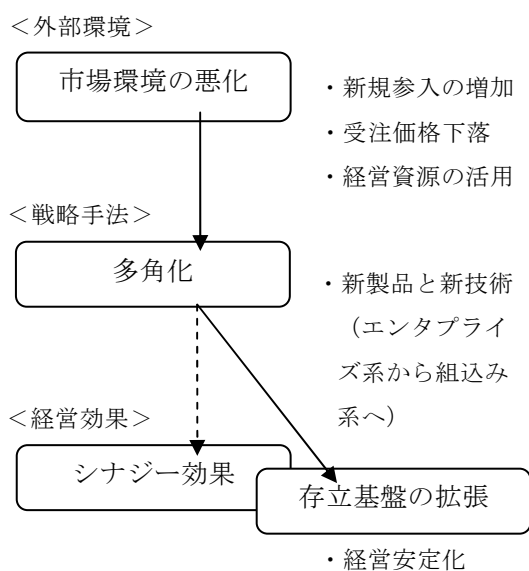 ＜外部環境＞
市場環境の悪化
・新規参入の増加
・受注価格下落
・経営資源の活用
＜戦略手法＞
多角化
・新製品と新技術
（エンタプライ
ズ系から組込み
系へ）
＜経営効果＞
シナジー効果
存立基盤の拡張
・経営安定化